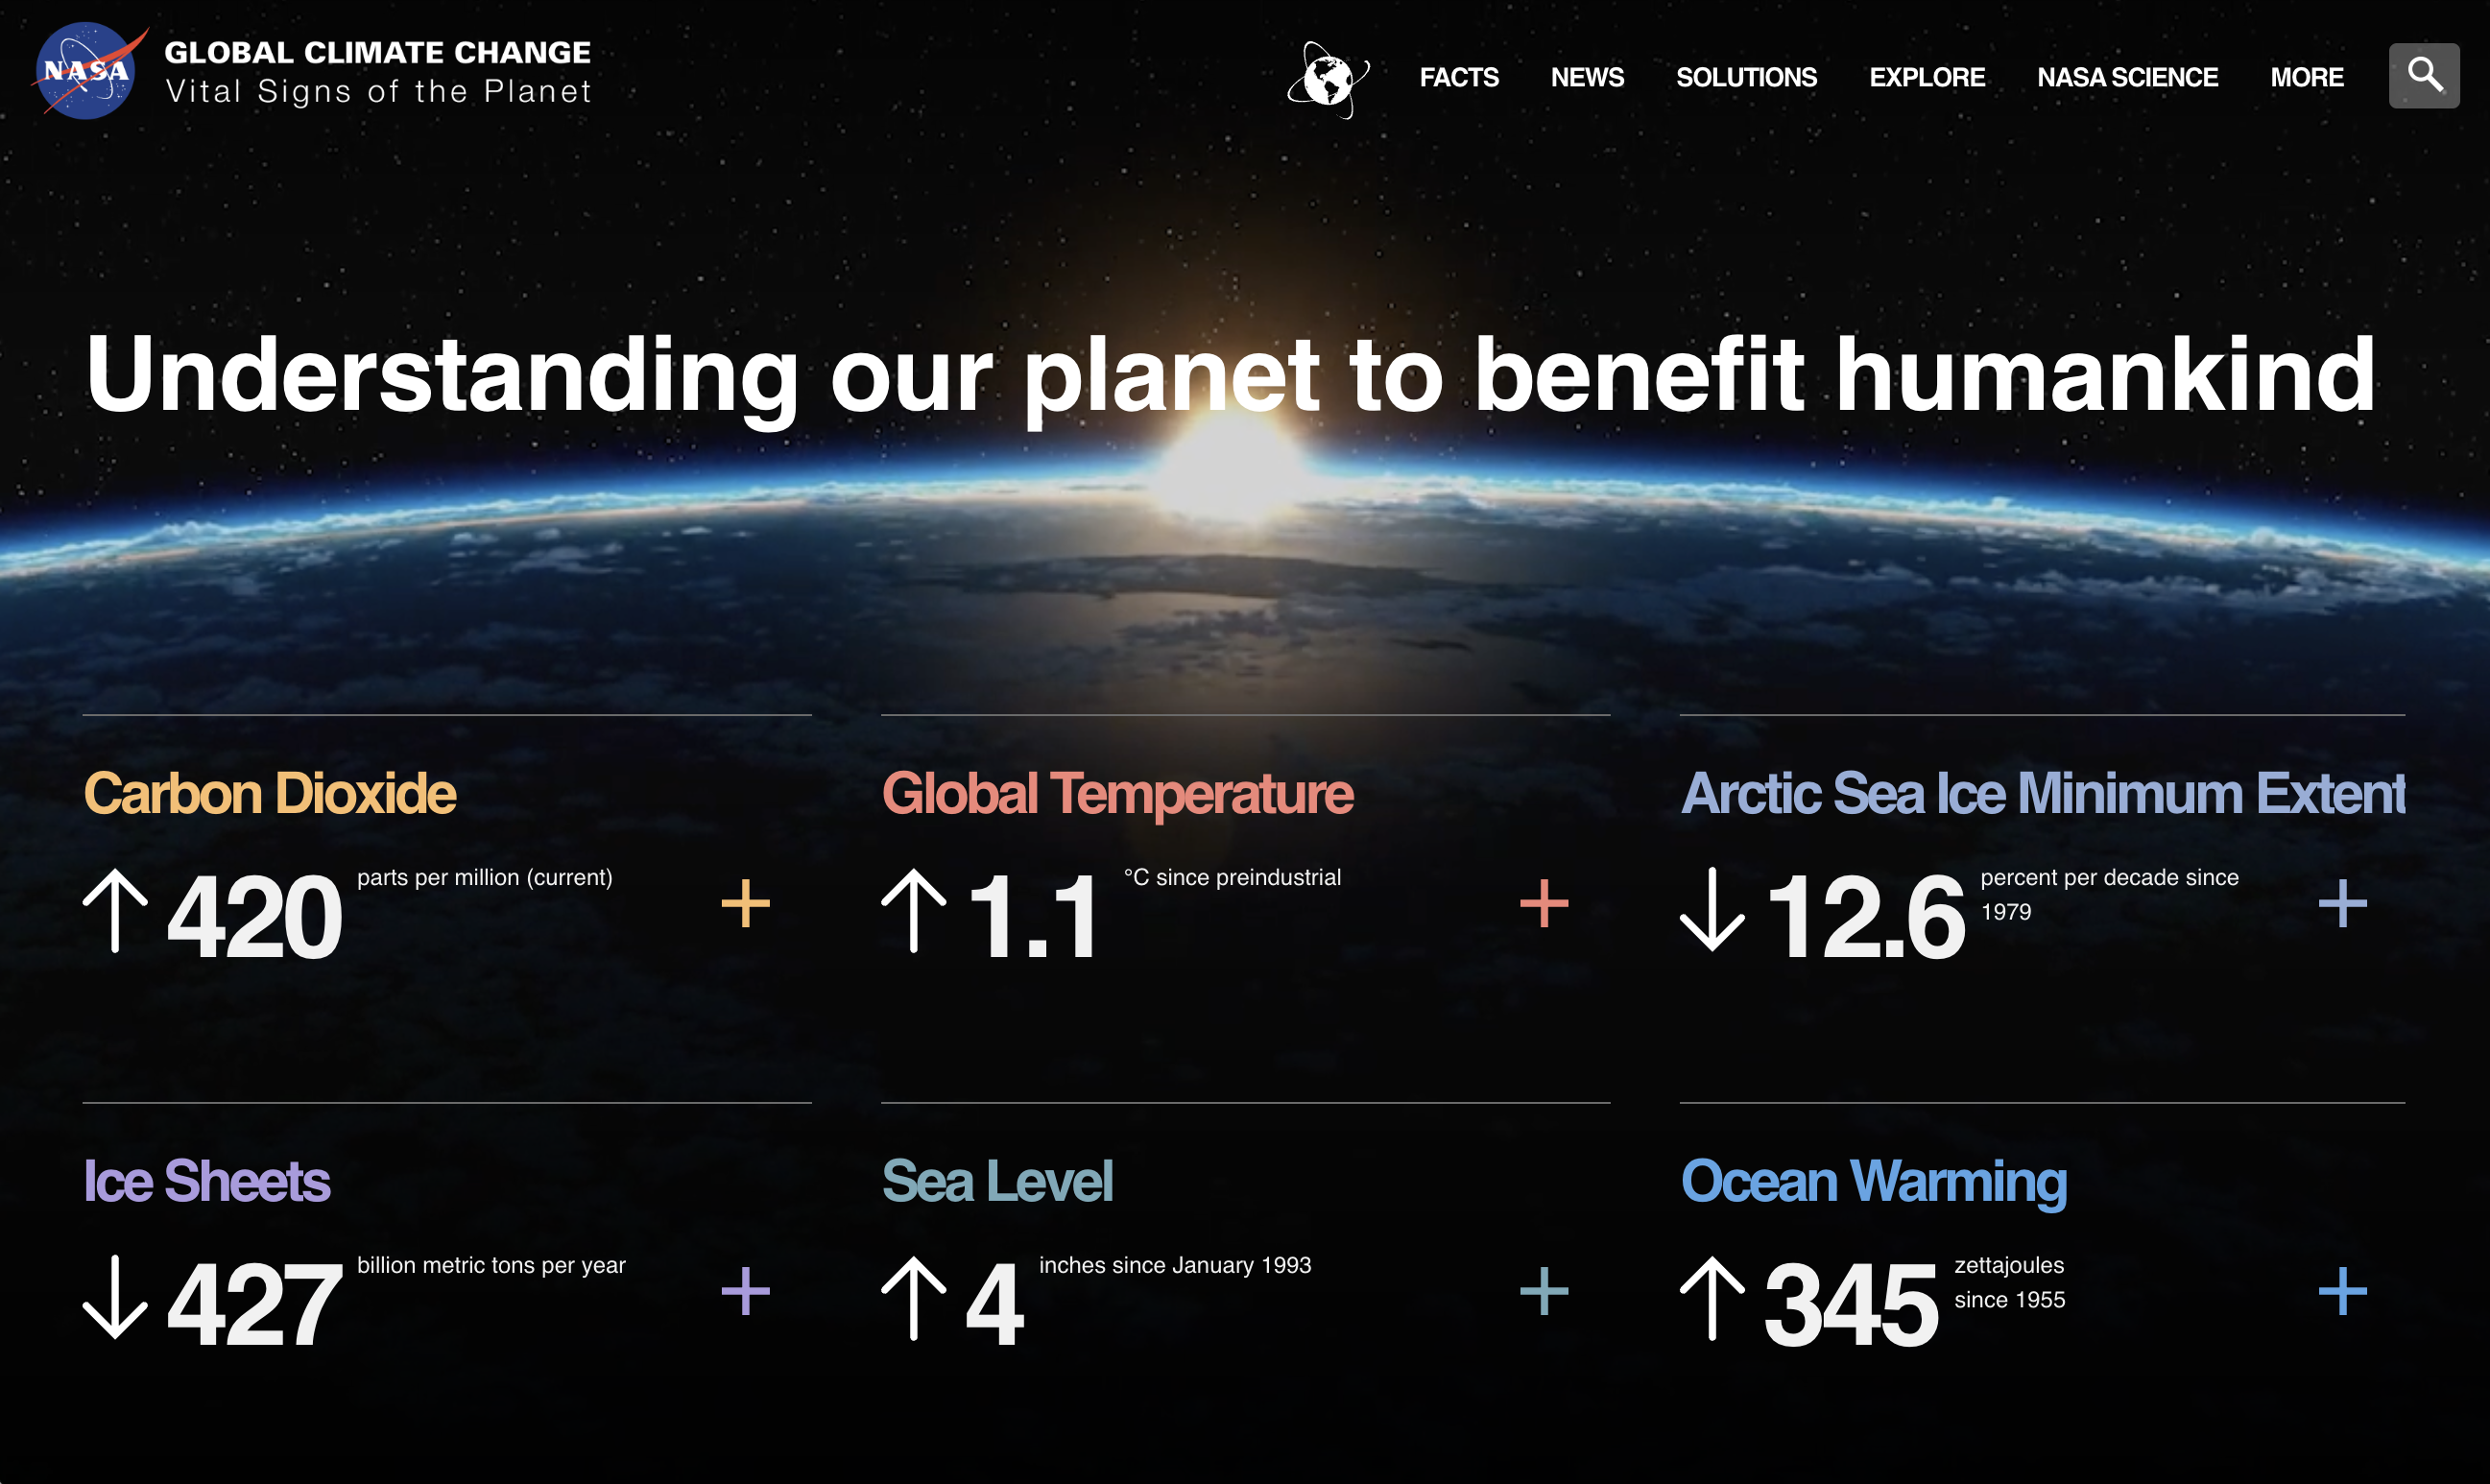 NASA
GLOBAL CLIMATE CHANGE
Vital Signs of the Planet
FACTS NEWS SOLUTIONS EXPLORE NASA SCIENCE MORE
Understanding our planet to benefit humankind
Carbon Dioxide
420 parts per million (current)
Global Temperature
1.1 °C since preindustrial
Arctic Sea Ice Minimum Extent
12.6 percent per decade since
1979
Ice Sheets
427 billion metric tons per year
Sea Level
4 inches since January 1993
Ocean Warming
345 zettajoules
since 1955